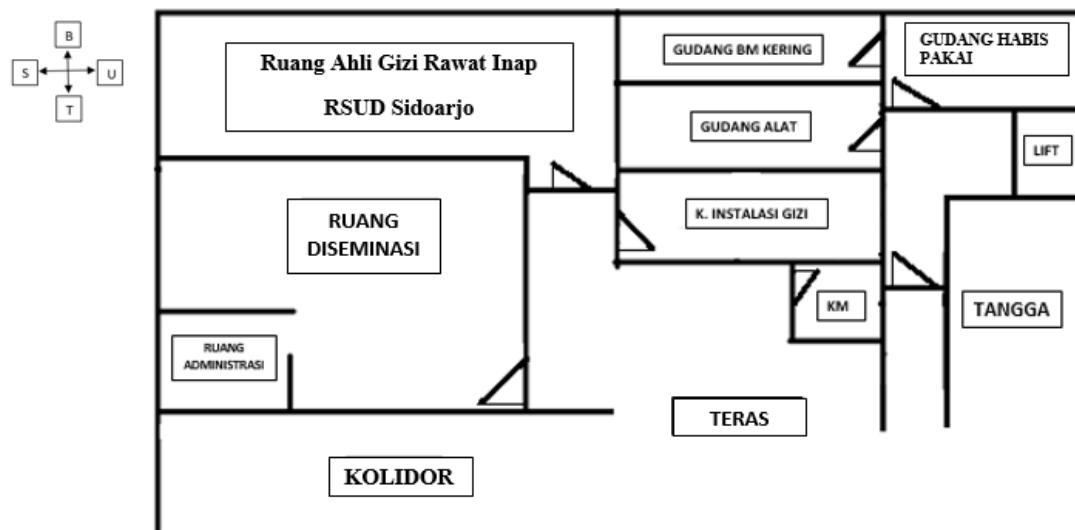 B
S
U
T
Ruang Ahli Gizi Rawat Inap
RSUD Sidoarjo
GUDANG BM KERING
GUDANG HABIS
PAKAI
GUDANG ALAT
LIFT
K. INSTALASI GIZI
RUANG
DISEMINASI
KM
TANGGA
RUANG
ADMINISTRASI
TERAS
KOLIDOR